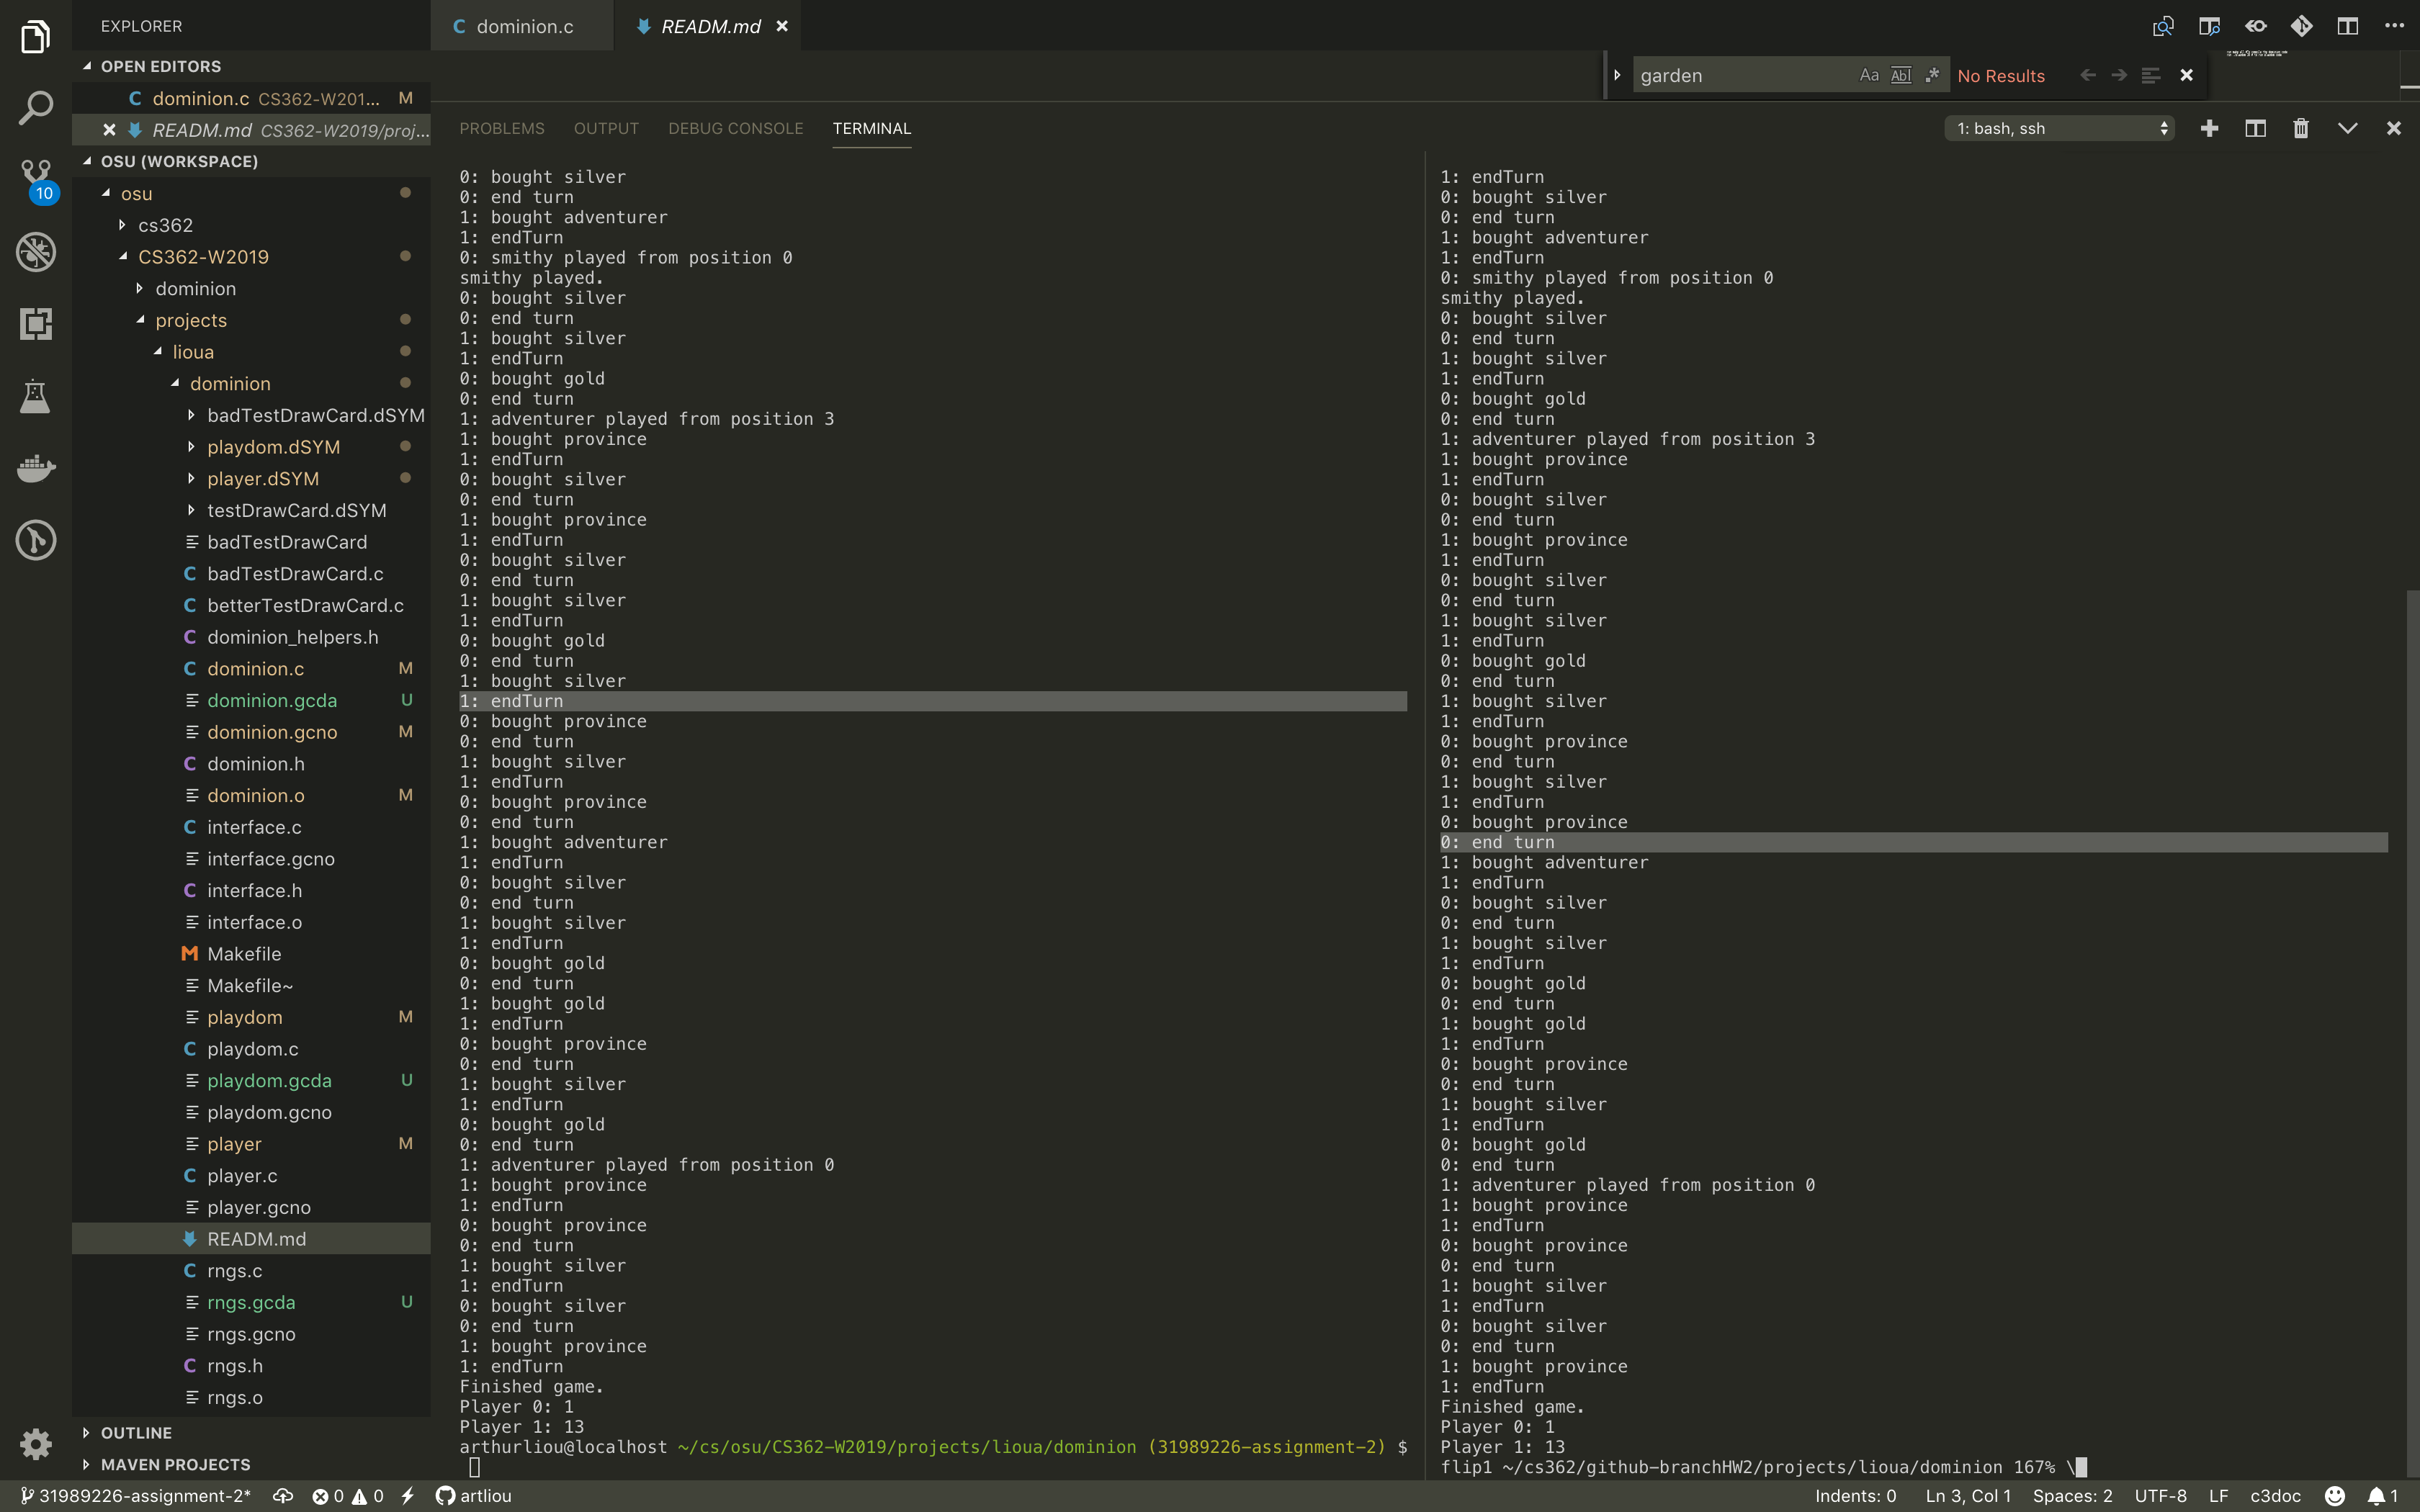 EXPLORER
OPEN EDITORS
dominion.c CS362-W201... M
READM.md CS362-W2019/proj...
OSU (WORKSPACE)
osu
cs362
CS362-W2019
dominion
projects
lioua
dominion
badTestDrawCard.dSYM
playdom.dSYM
player.dSYM
testDrawCard.dSYM
badTestDrawCard
badTestDrawCard.c
betterTestDrawCard.c
dominion_helpers.h
dominion.c M
dominion.gcda U
dominion.gcno M
dominion.h
dominion.o M
interface.c
interface.gcno
interface.h
interface.o
Makefile
Makefile~
playdom M
playdom.c
playdom.gcda U
playdom.gcno
player M
player.c
player.gcno
READM.md
rngs.c
rngs.gcda U
rngs.gcno
rngs.h
rngs.o
OUTLINE
MAVEN PROJECTS
10
dominion.c READM.md
garden Aa Abl .* No Results
PROBLEMS OUTPUT DEBUG CONSOLE TERMINAL 1: bash, ssh
0: bought silver
0: end turn
1: bought adventurer
1: endTurn
0: smithy played from position 0
smithy played.
0: bought silver
0: end turn
1: bought silver
1: endTurn
0: bought gold
0: end turn
1: adventurer played from position 3
1: bought province
1: endTurn
0: bought silver
0: end turn
1: bought province
1: endTurn
0: bought silver
0: end turn
1: bought silver
1: endTurn
0: bought gold
0: end turn
1: bought silver
1: endTurn
0: bought province
0: end turn
1: bought silver
1: endTurn
0: bought province
0: end turn
1: bought adventurer
1: endTurn
0: bought silver
0: end turn
1: bought silver
1: endTurn
0: bought gold
0: end turn
1: bought gold
1: endTurn
0: bought province
0: end turn
1: bought silver
1: endTurn
0: bought gold
0: end turn
1: adventurer played from position 0
1: bought province
1: endTurn
0: bought province
0: end turn
1: bought silver
1: endTurn
0: bought silver
0: end turn
1: bought province
1: endTurn
Finished game.
Player 0: 1
Player 1: 13
arthurliou@localhost ~/cs/osu/CS362-W2019/projects/lioua/dominion (31989226-assignment-2) $
1: endTurn
0: bought silver
0: end turn
1: bought adventurer
1: endTurn
0: smithy played from position 0
smithy played.
0: bought silver
0: end turn
1: bought silver
1: endTurn
0: bought gold
0: end turn
1: adventurer played from position 3
1: bought province
1: endTurn
0: bought silver
0: end turn
1: bought province
1: endTurn
0: bought silver
0: end turn
1: bought silver
1: endTurn
0: bought gold
0: end turn
1: bought silver
1: endTurn
0: bought province
0: end turn
1: bought silver
1: endTurn
0: bought province
0: end turn
1: bought adventurer
1: endTurn
0: bought silver
0: end turn
1: bought silver
1: endTurn
0: bought gold
0: end turn
1: bought gold
1: endTurn
0: bought province
0: end turn
1: bought silver
1: endTurn
0: bought gold
0: end turn
1: adventurer played from position 0
1: bought province
1: endTurn
0: bought province
0: end turn
1: bought silver
1: endTurn
0: bought silver
0: end turn
1: bought province
1: endTurn
Finished game.
Player 0: 1
Player 1: 13
flip1 ~/cs362/github-branchHW2/projects/lioua/dominion 167% \
31989226-assignment-2* 0 0 artliou Indents: 0 Ln 3, Col 1 Spaces: 2 UTF-8 LF c3doc 1